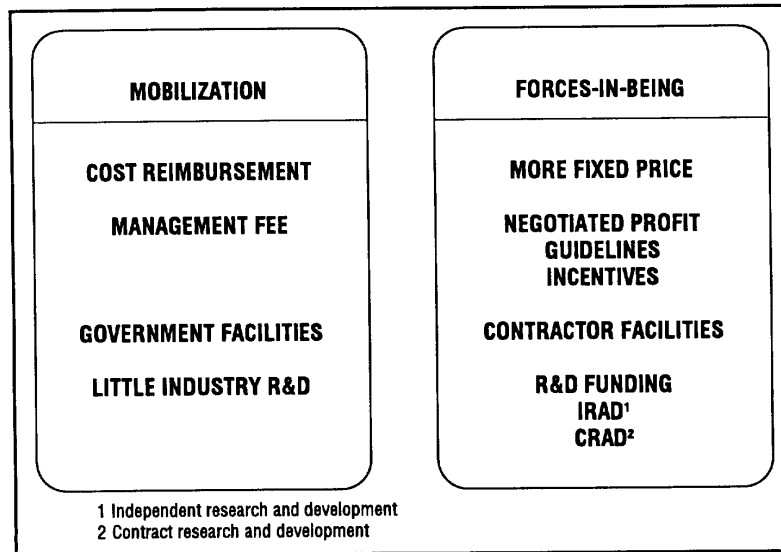 MOBILIZATION
COST REIMBURSEMENT
MANAGEMENT FEE
GOVERNMENT FACILITIES
LITTLE INDUSTRY R&D
FORCES-IN-BEING
MORE FIXED PRICE
NEGOTIATED PROFIT
GUIDELINES
INCENTIVES
CONTRACTOR FACILITIES
R&D FUNDING
IRAD¹
CRAD²
1 Independent research and development
2 Contract research and development